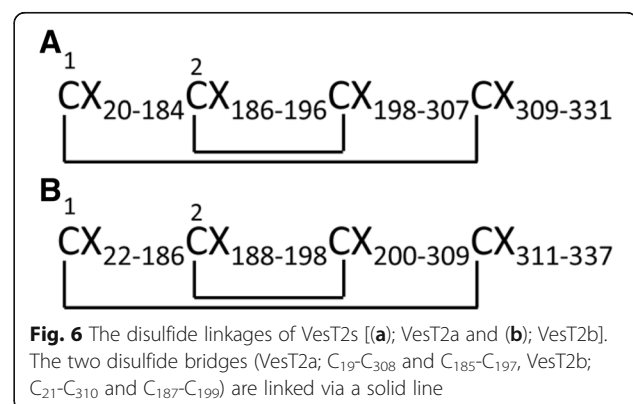 A
1 2
CX20-184CX186-196CX198-307CX309-331
B
1 2
CX22-186CX188-198CX200-309CX311-337
Fig. 6 The disulfide linkages of VesT2s [(a); VesT2a and (b); VesT2b].
The two disulfide bridges (VesT2a; C19-C308 and C185-C197, VesT2b;
C21-C310 and C187-C199) are linked via a solid line